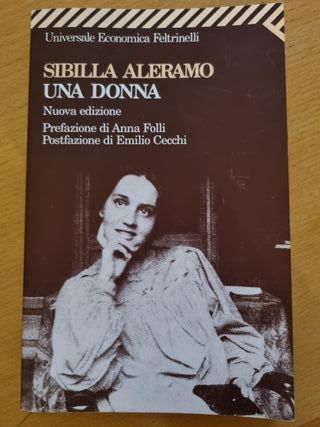 Universale Economica Feltrinelli
SIBILLA ALERAMO
UNA DONNA
Nuova edizione
Prefazione di Anna Folli
Postfazione di Emilio Cecchi